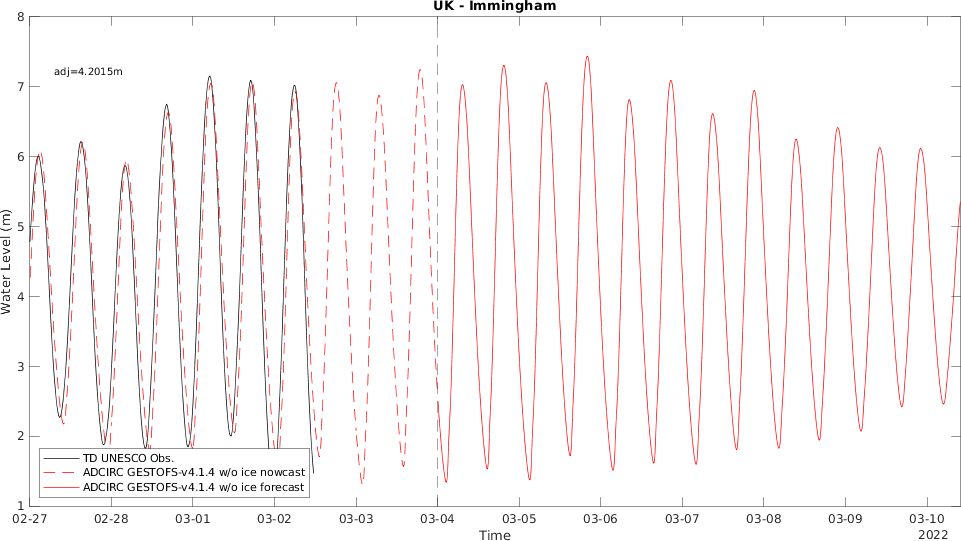 UK - Immingham
adj=4.2015m
Water Level (m)
8
7
6
5
4
3
2
1
TD UNESCO Obs.
ADCIRC GESTOFS-v4.1.4 w/o ice nowcast
ADCIRC GESTOFS-v4.1.4 w/o ice forecast
02-27 02-28 03-01 03-02 03-03 03-04 03-05 03-06 03-07 03-08 03-09 03-10
Time
2022